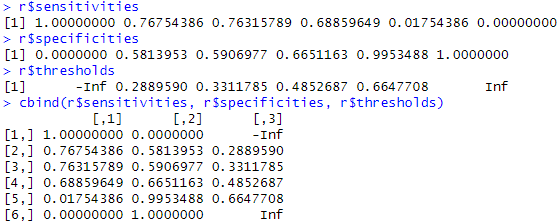 > r$sensitivities
[1] 1.00000000 0.76754386 0.76315789 0.68859649 0.01754386 0.00000000
> r$specificities
[1] 0.0000000 0.5813953 0.5906977 0.6651163 0.9953488 1.0000000
> r$thresholds
[1]      -Inf 0.2889590 0.3311785 0.4852687 0.6647708       Inf
> cbind(r$sensitivities, r$specificities, r$thresholds)
           [,1]      [,2]      [,3]
[1,] 1.00000000 0.0000000      -Inf
[2,] 0.76754386 0.5813953 0.2889590
[3,] 0.76315789 0.5906977 0.3311785
[4,] 0.68859649 0.6651163 0.4852687
[5,] 0.01754386 0.9953488 0.6647708
[6,] 0.00000000 1.0000000       Inf